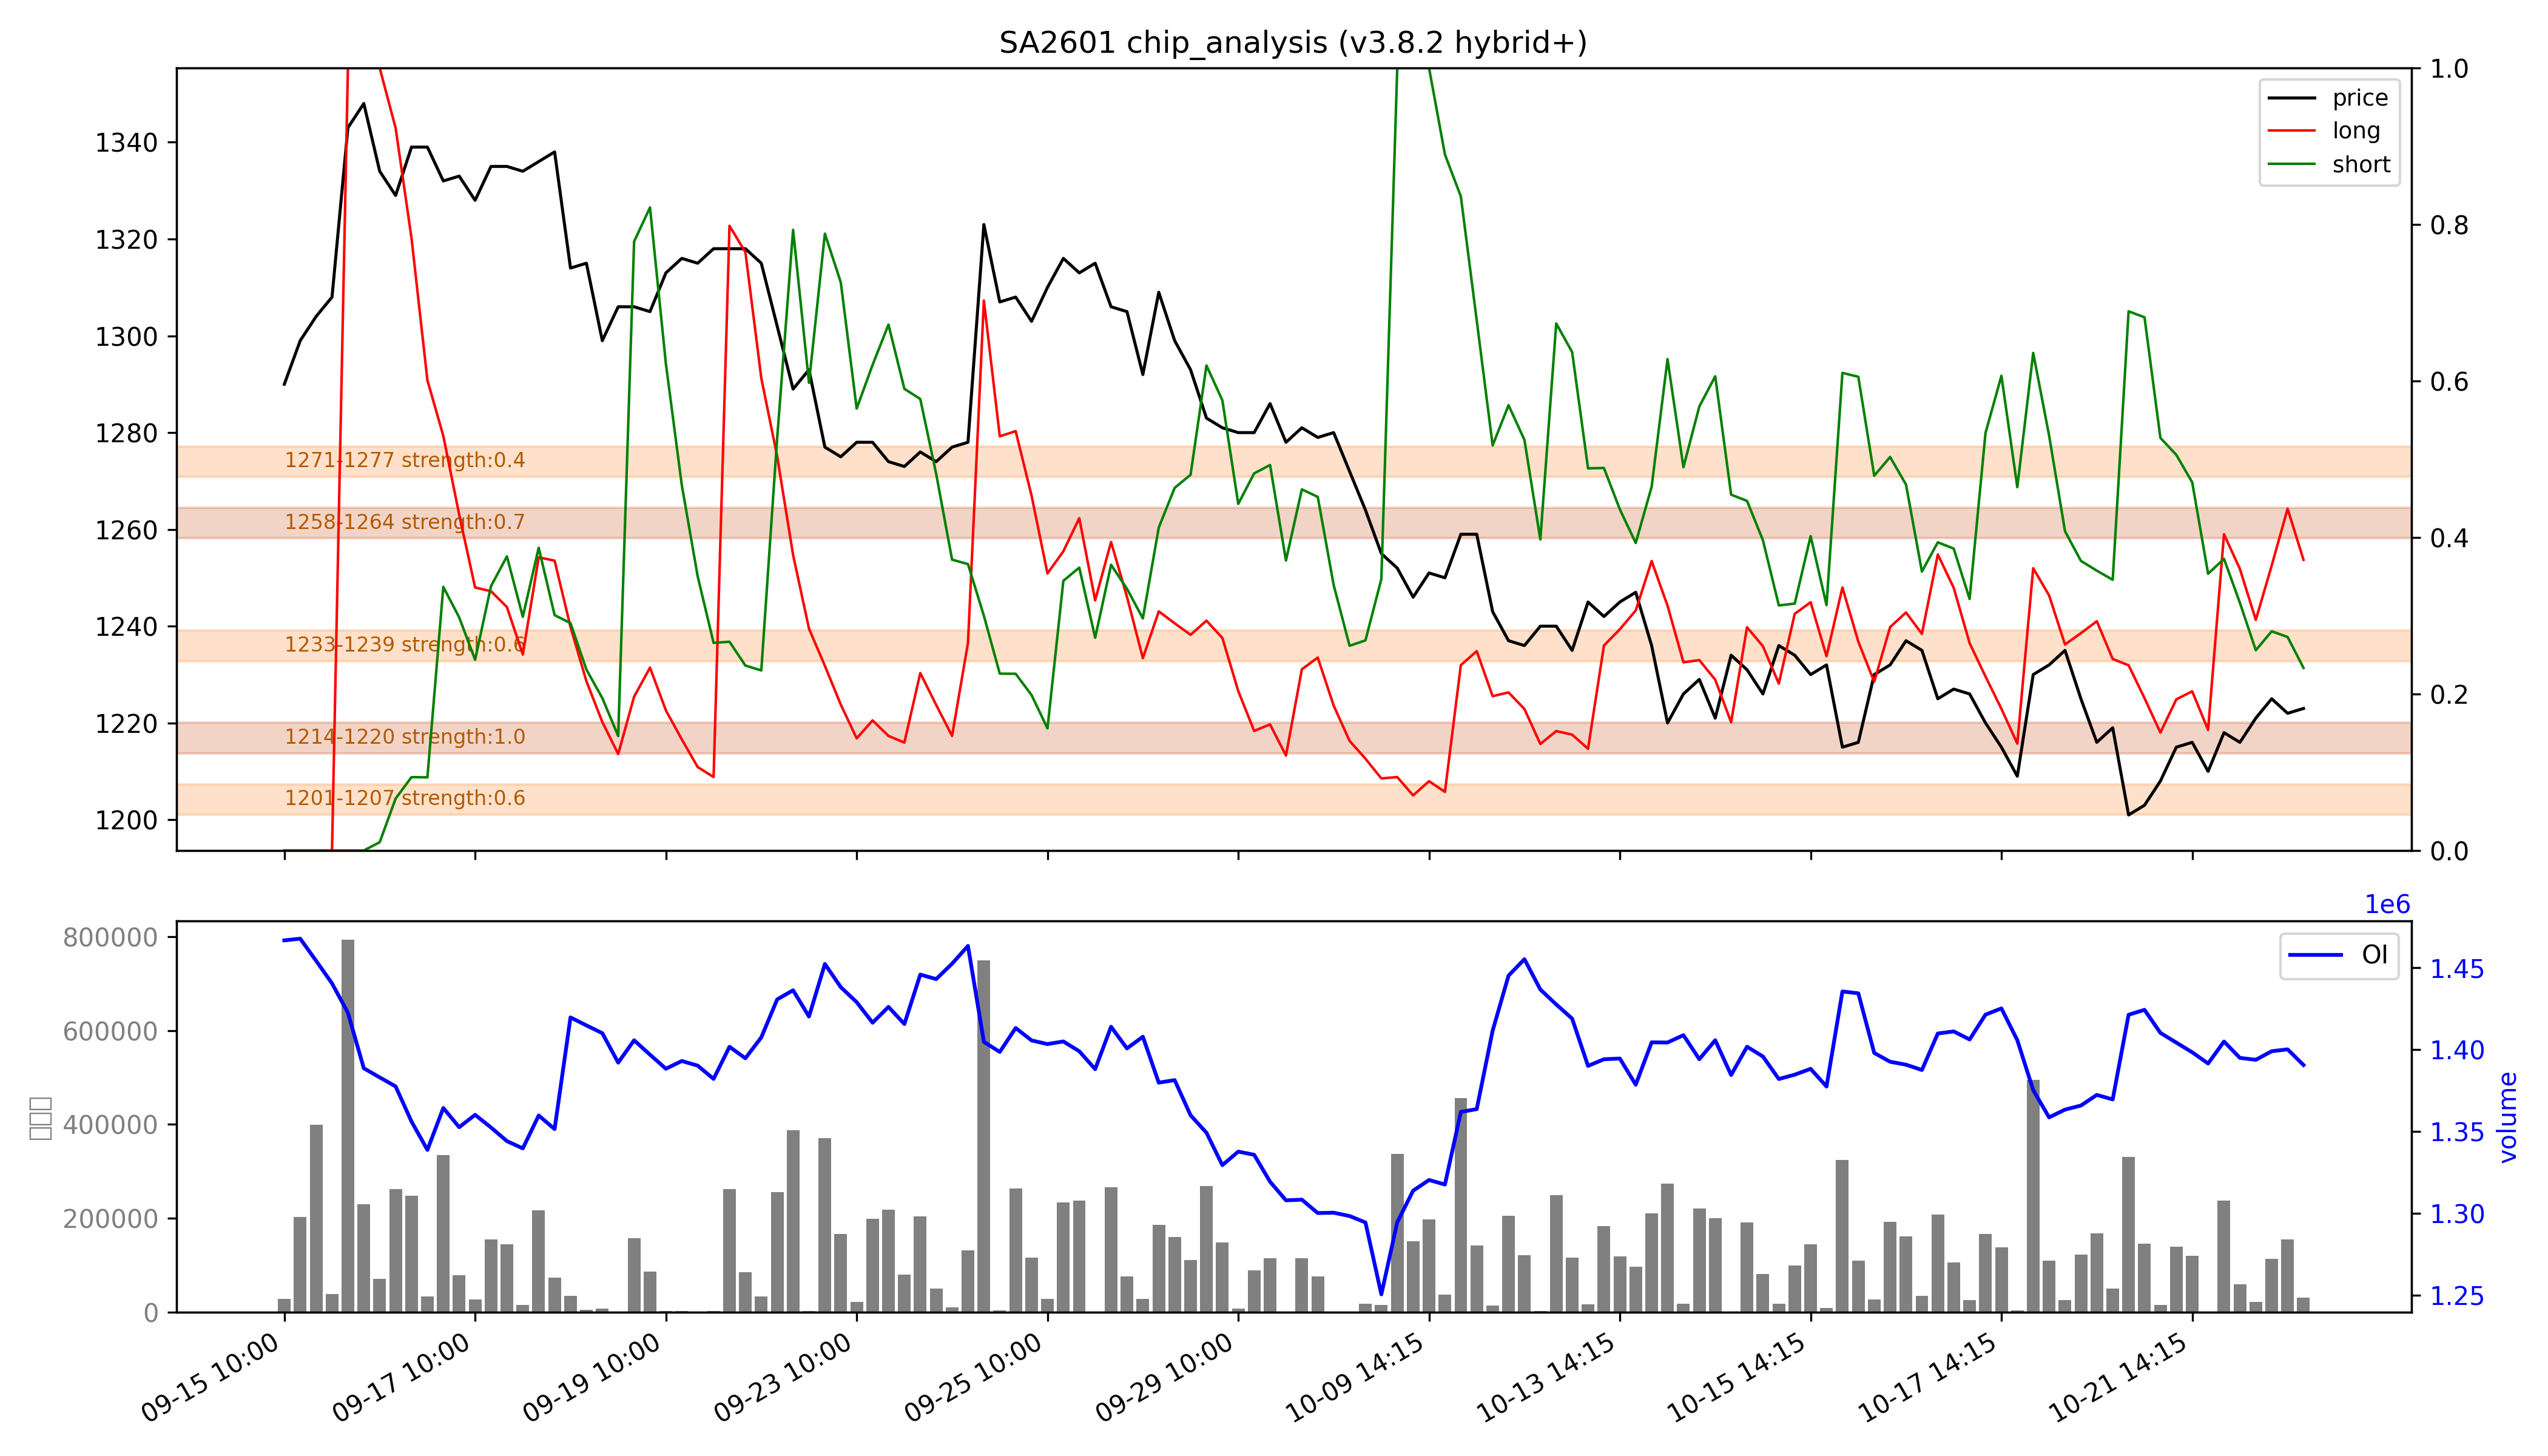 SA2601 chip_analysis (v3.8.2 hybrid+)
1340
1320
1300
1280
1260
1240
1220
1200
1.0
0.8
0.6
0.4
0.2
0.0
price
long
short
1271-1277 strength:0.4
1258-1264 strength:0.7
1233-1239 strength:0.6
1214-1220 strength:1.0
1201-1207 strength:0.6
1e6
800000
600000
400000
200000
0
OI
1.45
1.40
1.35
1.30
1.25
volume
09-15 10:00
09-17 10:00
09-19 10:00
09-23 10:00
09-25 10:00
09-29 10:00
10-09 14:15
10-13 14:15
10-15 14:15
10-17 14:15
10-21 14:15